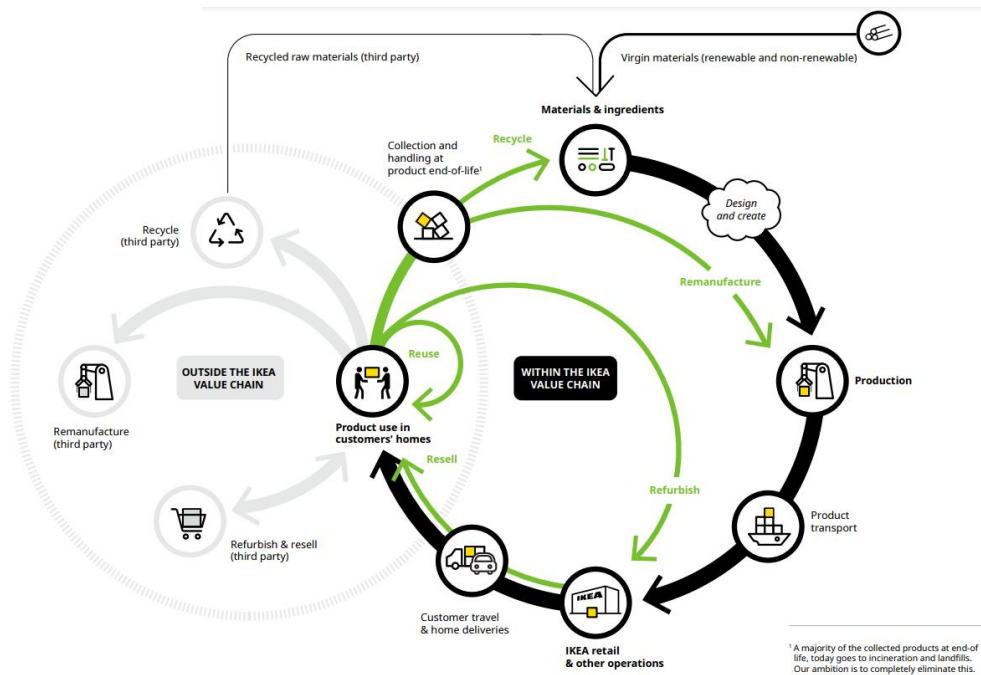 Recycled raw materials (third party)
Virgin materials (renewable and non-renewable)
Materials & ingredients
Recycle
Collection and
handling at
product end-of-life¹
Design
and create
Recycle
(third party)
Remanufacture
OUTSIDE THE IKEA
VALUE CHAIN
Reuse
WITHIN THE IKEA
VALUE CHAIN
Production
Remanufacture
(third party)
Product use in
customers' homes
Resell
Refurbish
Product
transport
Refurbish & resell
(third party)
IKEA
Customer travel
& home deliveries
IKEA retail
& other operations
¹ A majority of the collected products at end-of
life, today goes to incineration and landfills.
Our ambition is to completely eliminate this.